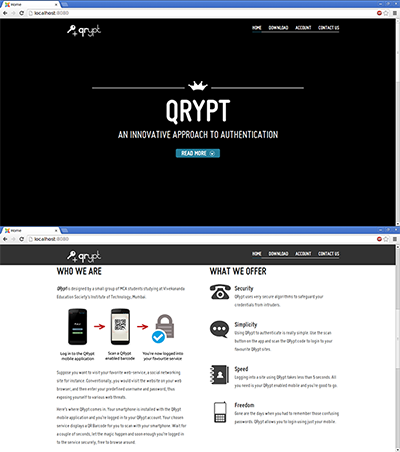 Home
localhost:8080
qrypt
HOME DOWNLOAD ACCOUNT CONTACT US
QRYPT
AN INNOVATIVE APPROACH TO AUTHENTICATION
READ MORE
Home
localhost:8080
qrypt
HOME DOWNLOAD ACCOUNT CONTACT US
WHO WE ARE
QRypt is designed by a small group of MCA students studying at Vivekananda
Education Society's Institute of Technology, Mumbai.
Log in to the QRypt
mobile application
Scan a QRypt
enabled barcode
You're now logged into
your favourite service
Suppose you want to visit your favorite web-service, a social networking
site for instance. Conventionally, you would visit the website on your web
browser, and then enter your predefined username and password, thus
exposing yourself to various web threats.
Here's where QRypt comes in. Your smartphone is installed with the QRypt
mobile application and you're logged in to your QRypt account. Your chosen
service displays a QR Barcode for you to scan with your smartphone. Wait for
a couple of seconds, let the magic happen and soon enough you're logged in
to the service securely, free to browse around.
WHAT WE OFFER
Security
QRypt uses very secure algorithms to safeguard your
credentials from intruders.
Simplicity
Using QRypt to authenticate is really simple. Use the scan
button on the app and scan the QRypt code to login to your
favourite QRypt sites.
Speed
Logging into a site using QRypt takes less than 5 seconds. All
you need is your QRypt enabled mobile and you're good to go.
Freedom
Gone are the days when you had to remember those confusing
passwords. QRypt allows you to login using just your mobile.